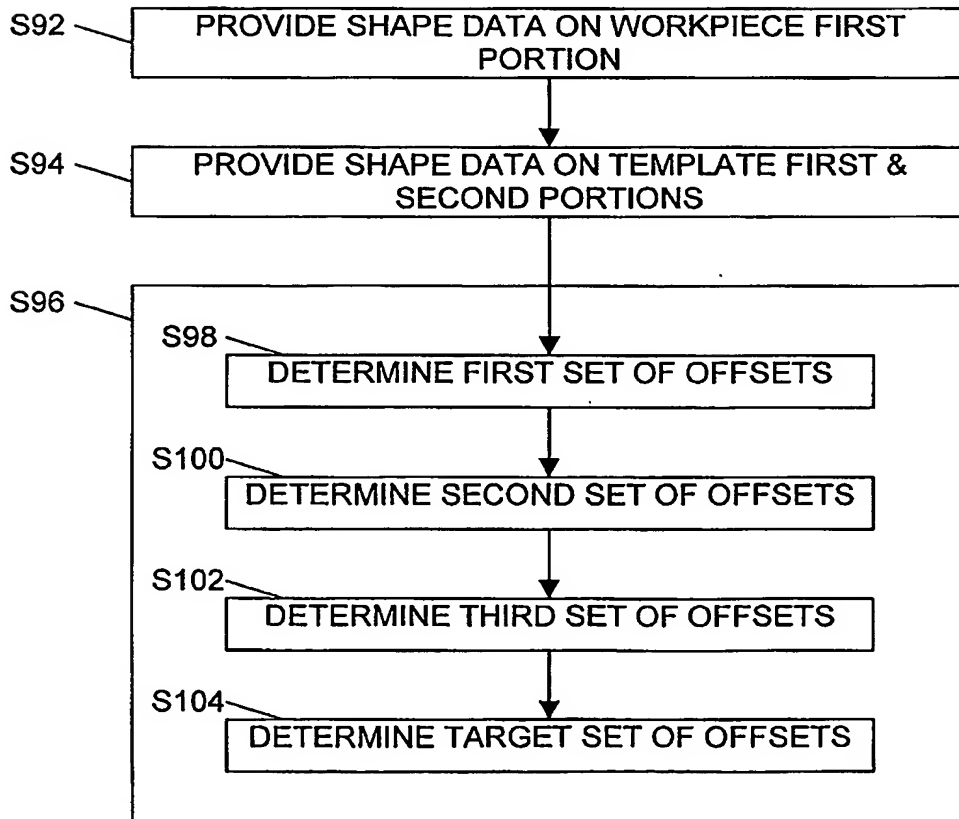 S92
PROVIDE SHAPE DATA ON WORKPIECE FIRST
PORTION
S94
PROVIDE SHAPE DATA ON TEMPLATE FIRST &
SECOND PORTIONS
S96
S98
DETERMINE FIRST SET OF OFFSETS
S100
DETERMINE SECOND SET OF OFFSETS
S102
DETERMINE THIRD SET OF OFFSETS
S104
DETERMINE TARGET SET OF OFFSETS